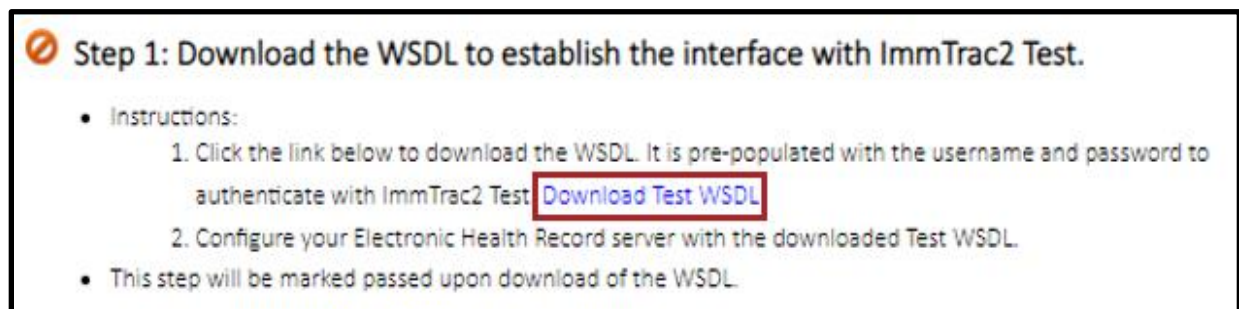 Step 1: Download the WSDL to establish the interface with ImmTrac2 Test.
• Instructions:
1. Click the link below to download the WSDL. It is pre-populated with the username and password to
authenticate with ImmTrac2 Test Download Test WSDL
2. Configure your Electronic Health Record server with the downloaded Test WSDL.
• This step will be marked passed upon download of the WSDL.